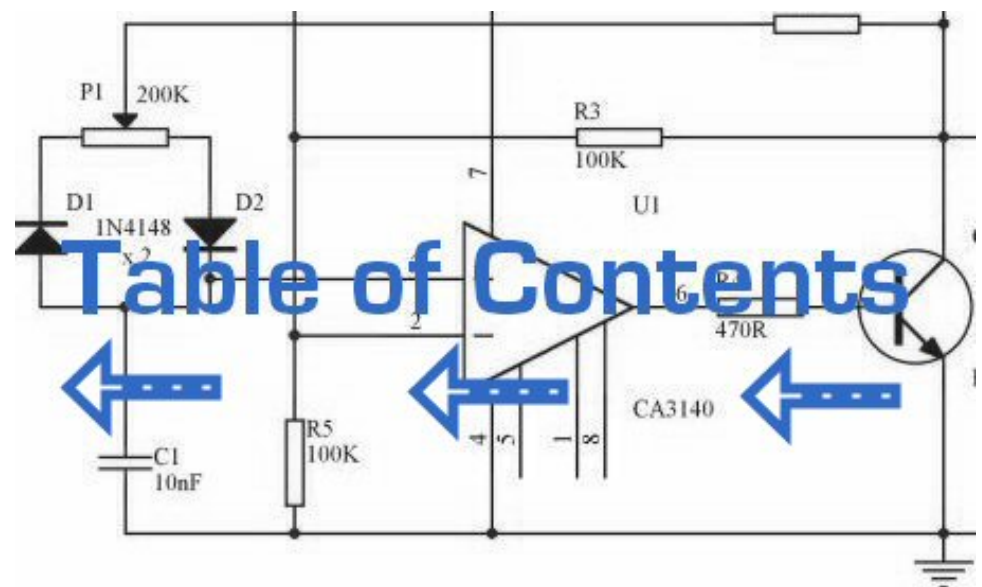 P1 200K
R3
100K
7
D1 D2
U1
1N4148
x 2
Table of Contents
6
2
470R
CA3140
R5
100K
4 5 1 8
C1
10nF